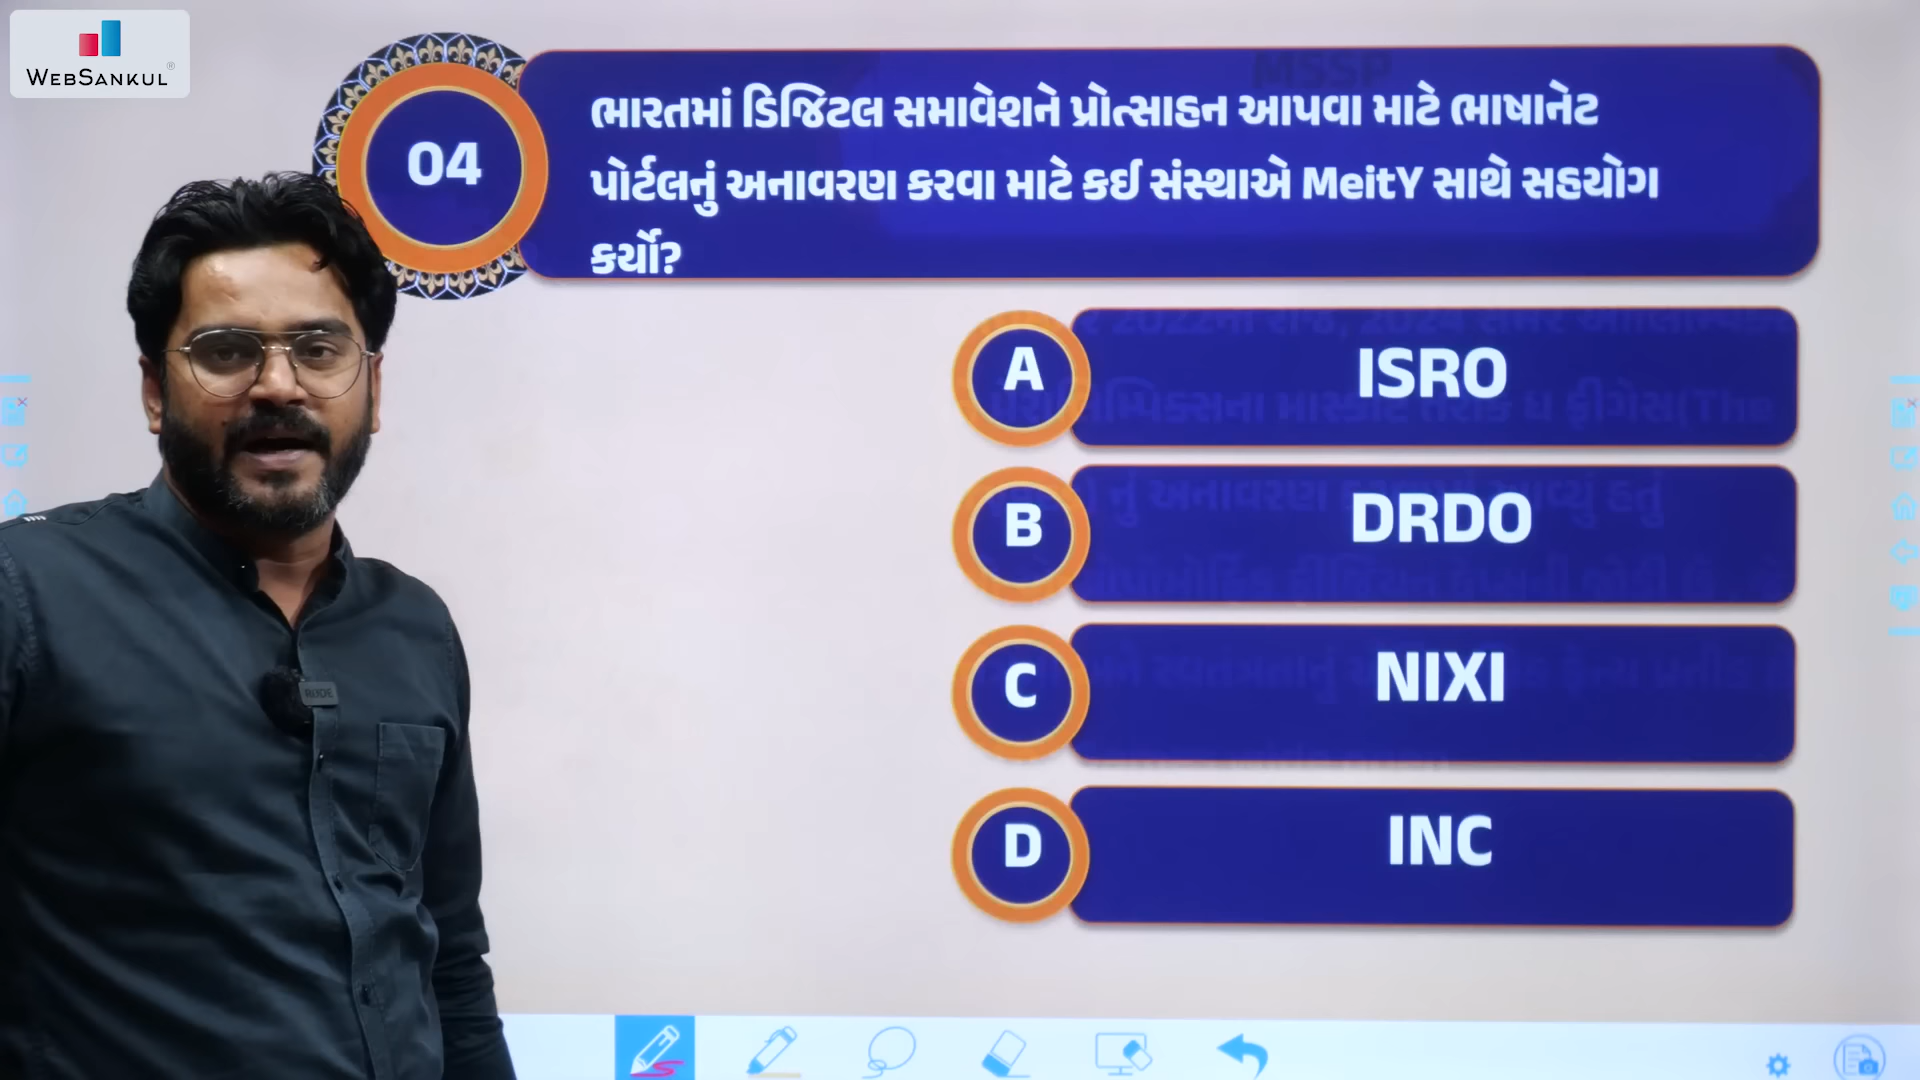 WEBSANKUL
04
ભારતમાં ડિજિટલ સમાવેશને પ્રોત્સાહન આપવા માટે ભાષાનેટ
પોર્ટલનું અનાવરણ કરવા માટે કઈ સંસ્થાએ MeitY સાથે સહયોગ
કર્યો?
A
ISRO
B
DRDO
C
NIXI
D
INC
RODE